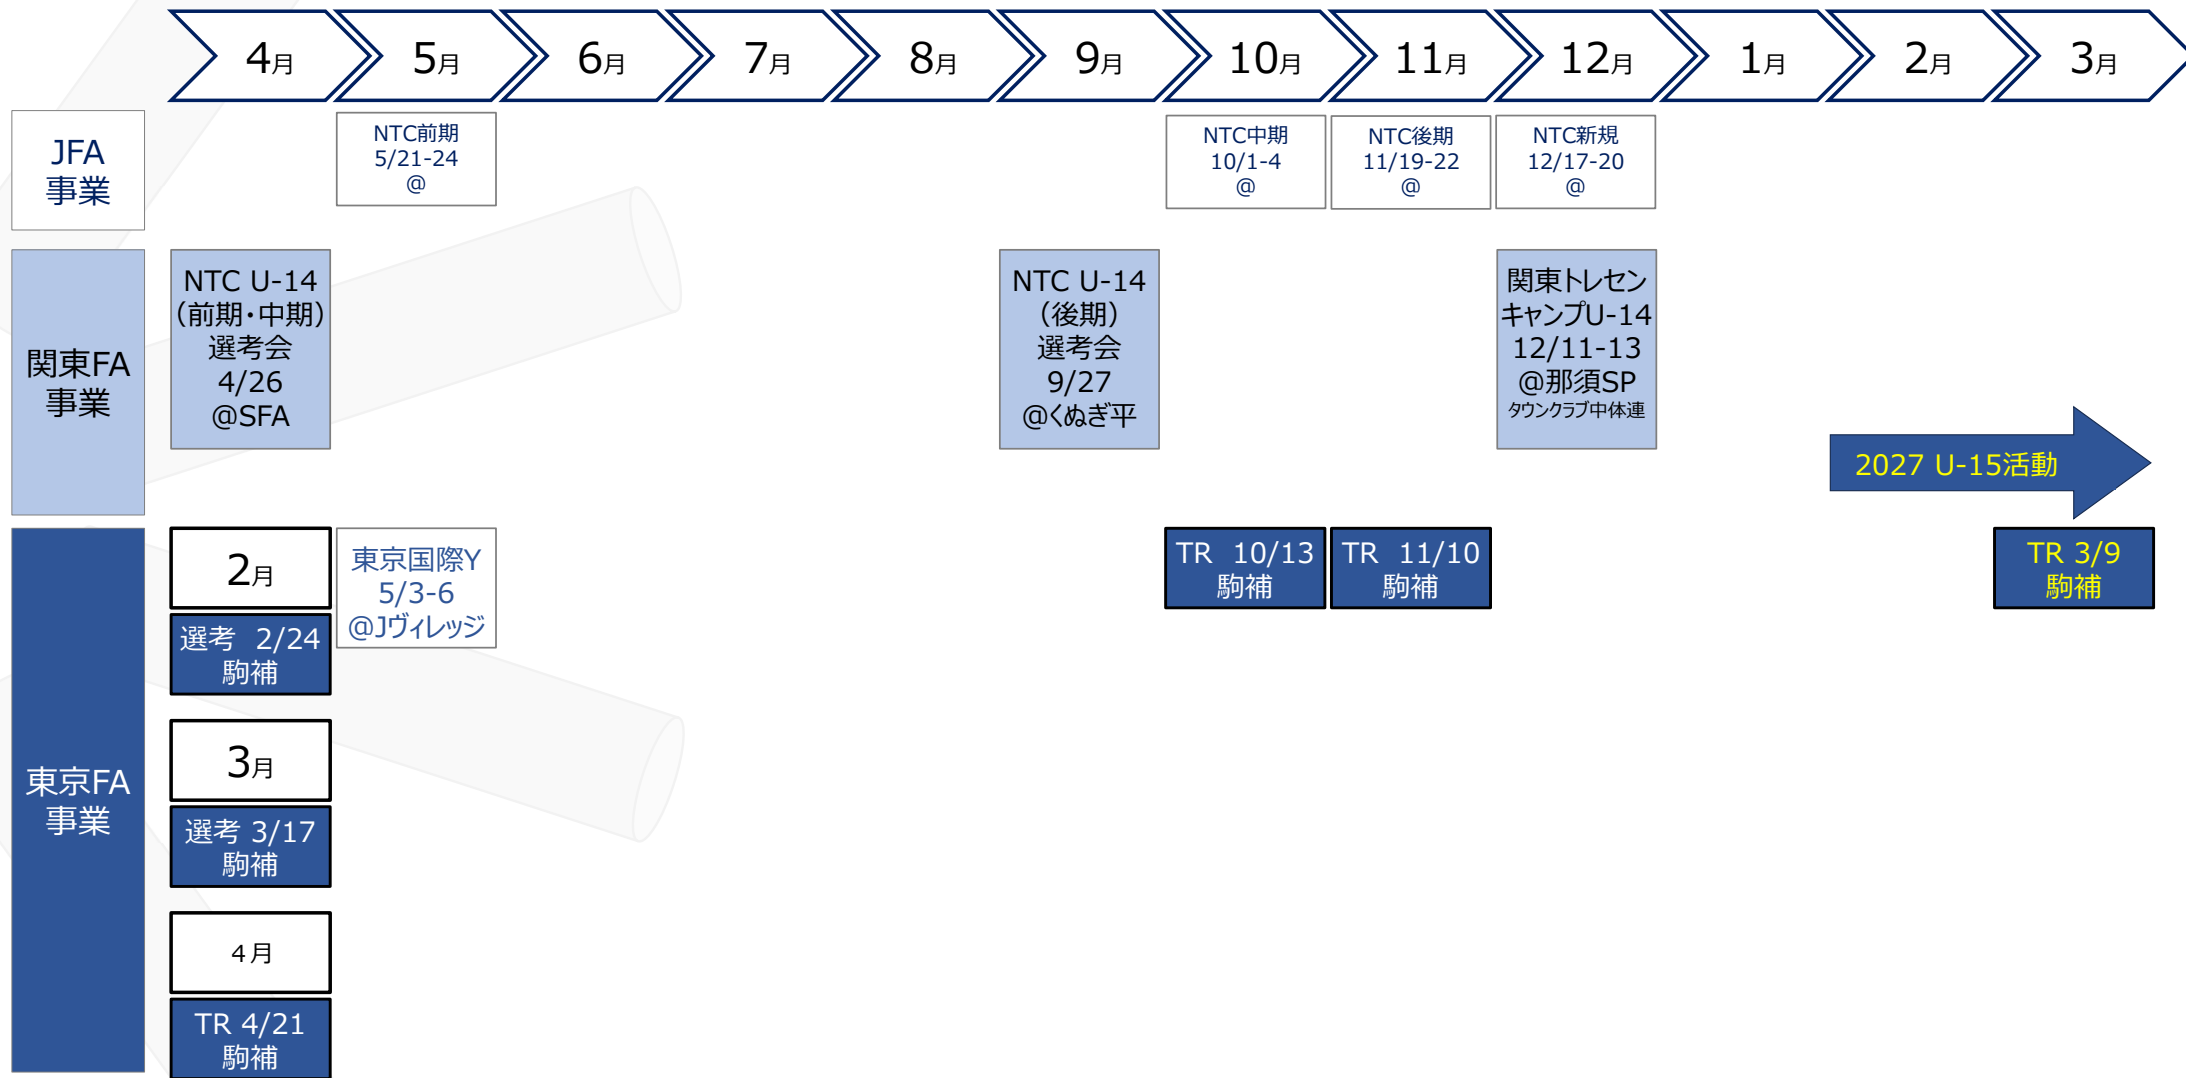 4月 5月 6月 7月 8月 9月 10月 11月 12月 1月 2月 3月
JFA
事業
NTC前期
5/21-24
@
NTC中期
10/1-4
@
NTC後期
11/19-22
@
NTC新規
12/17-20
@
関東FA
事業
NTC U-14
（前期・中期）
選考会
4/26
@SFA
NTC U-14
（後期）
選考会
9/27
@くぬぎ平
関東トレセン
キャンプU-14
12/11-13
@那須SP
タウンクラブ中体連
2027 U-15活動
東京FA
事業
2月
選考 2/24
駒補
3月
選考 3/17
駒補
４月
TR 4/21
駒補
東京国際Y
5/3-6
@Jヴィレッジ
TR 10/13
駒補
TR 11/10
駒補
TR 3/9
駒補